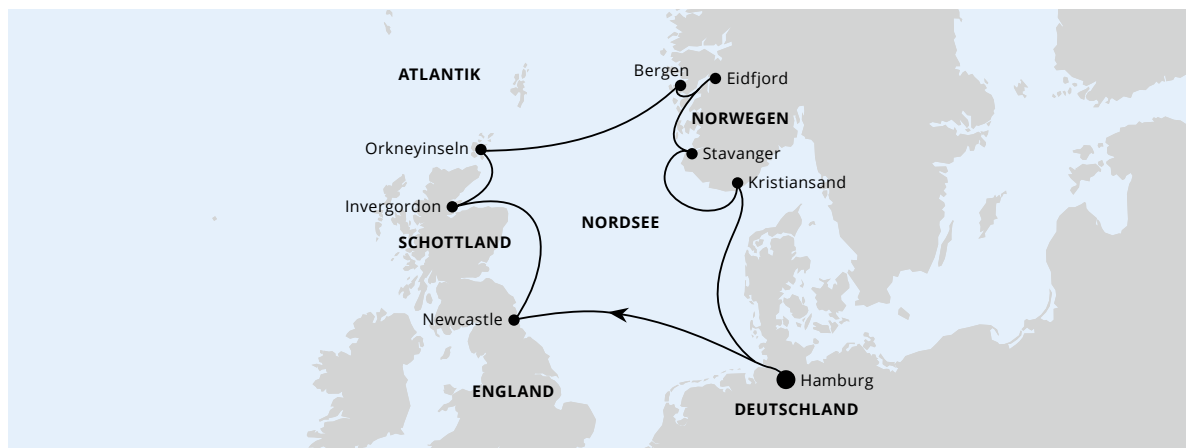 Bergen
ATLANTIK
Eidfjord
NORWEGEN
Orkneyinseln
Stavanger
Kristiansand
Invergordon
NORDSEE
SCHOTTLAND
Newcastle
Hamburg
ENGLAND
DEUTSCHLAND